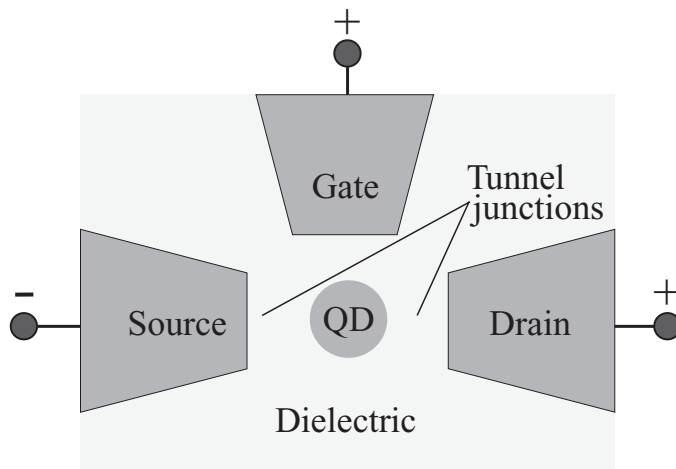 +
Gate
Tunnel
junctions
-
Source
QD
Drain
+
Dielectric